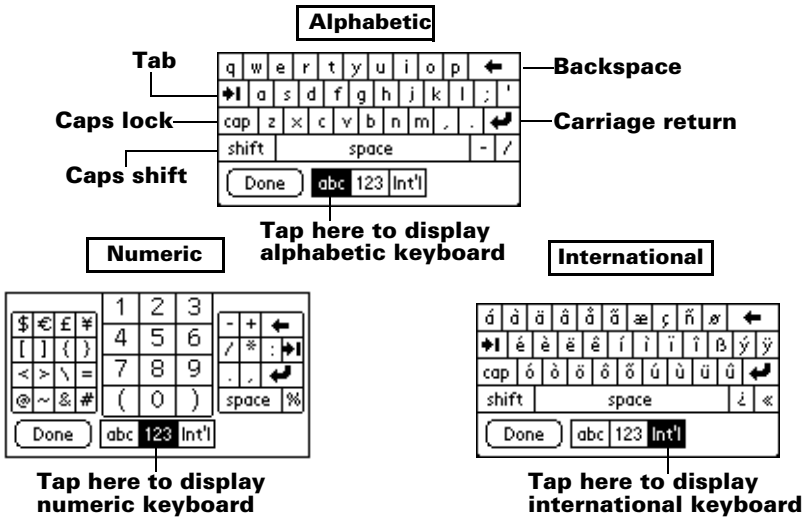 Alphabetic
Tab
q w e r t y u i o p
Backspace
a s d f g h j k l ; '
Caps lock
cap z x c v b n m , .
Carriage return
shift space - /
Caps shift
Done abc 123 Int'l
Tap here to display
alphabetic keyboard
Numeric
1 2 3
$ € £ ¥
- +
4 5 6
[ ] { }
/ * :
7 8 9
< > \ =
. ,
( 0 )
@ ~ & #
space %
Done abc 123 Int'l
Tap here to display
numeric keyboard
International
á à ä â å ã æ ç ñ ø
é è ë ê í ì ï î ß ý ÿ
cap ó ò ö ô õ ú ù ü û
shift space ¿ «
Done abc 123 Int'l
Tap here to display
international keyboard